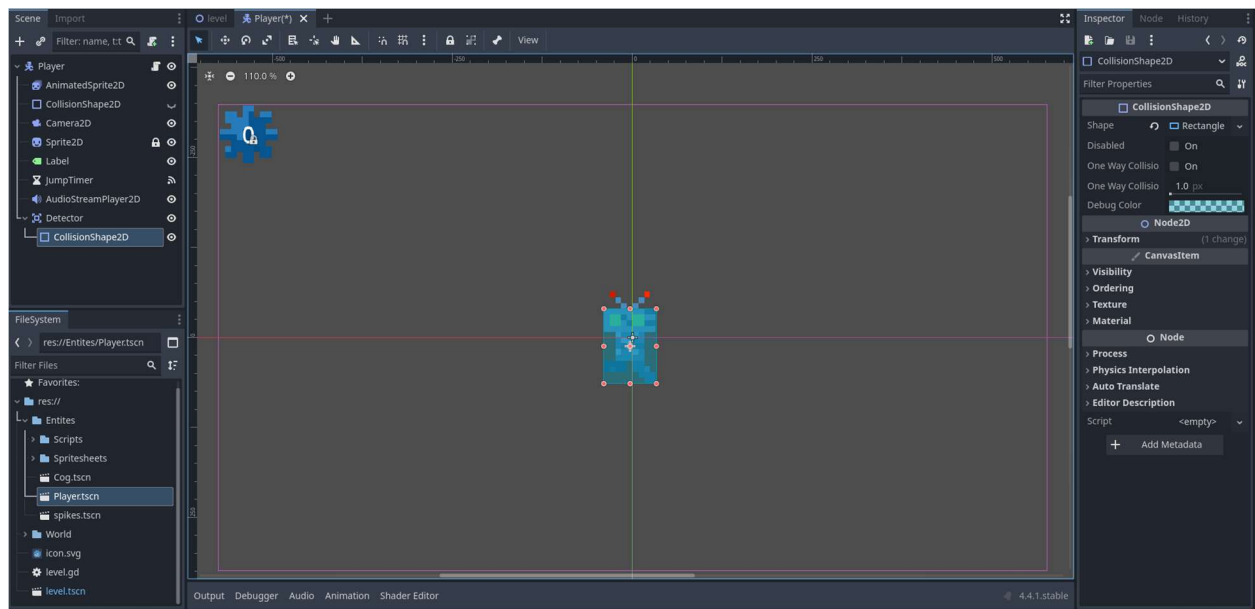 Scene Import
Filter: name, t:t
Player
AnimatedSprite2D
CollisionShape2D
Camera2D
Sprite2D
Label
JumpTimer
AudioStreamPlayer2D
Detector
CollisionShape2D
FileSystem
res://Entites/Player.tscn
Filter Files
Favorites:
res://
Entites
Scripts
Spritesheets
Cog.tscn
Player.tscn
spikes.tscn
World
icon.svg
level.gd
level.tscn
level Player(*)
View
-500 -250 0 250 500
110.0 %
-250
0
250
0
Output Debugger Audio Animation Shader Editor 4.4.1.stable
Inspector Node History
CollisionShape2D
DOC
Filter Properties
CollisionShape2D
Shape Rectangle
Disabled On
One Way Collisio On
One Way Collisio 1.0 px
Debug Color
Node2D
Transform (1 change)
CanvasItem
Visibility
Ordering
Texture
Material
Node
Process
Physics Interpolation
Auto Translate
Editor Description
Script <empty>
Add Metadata